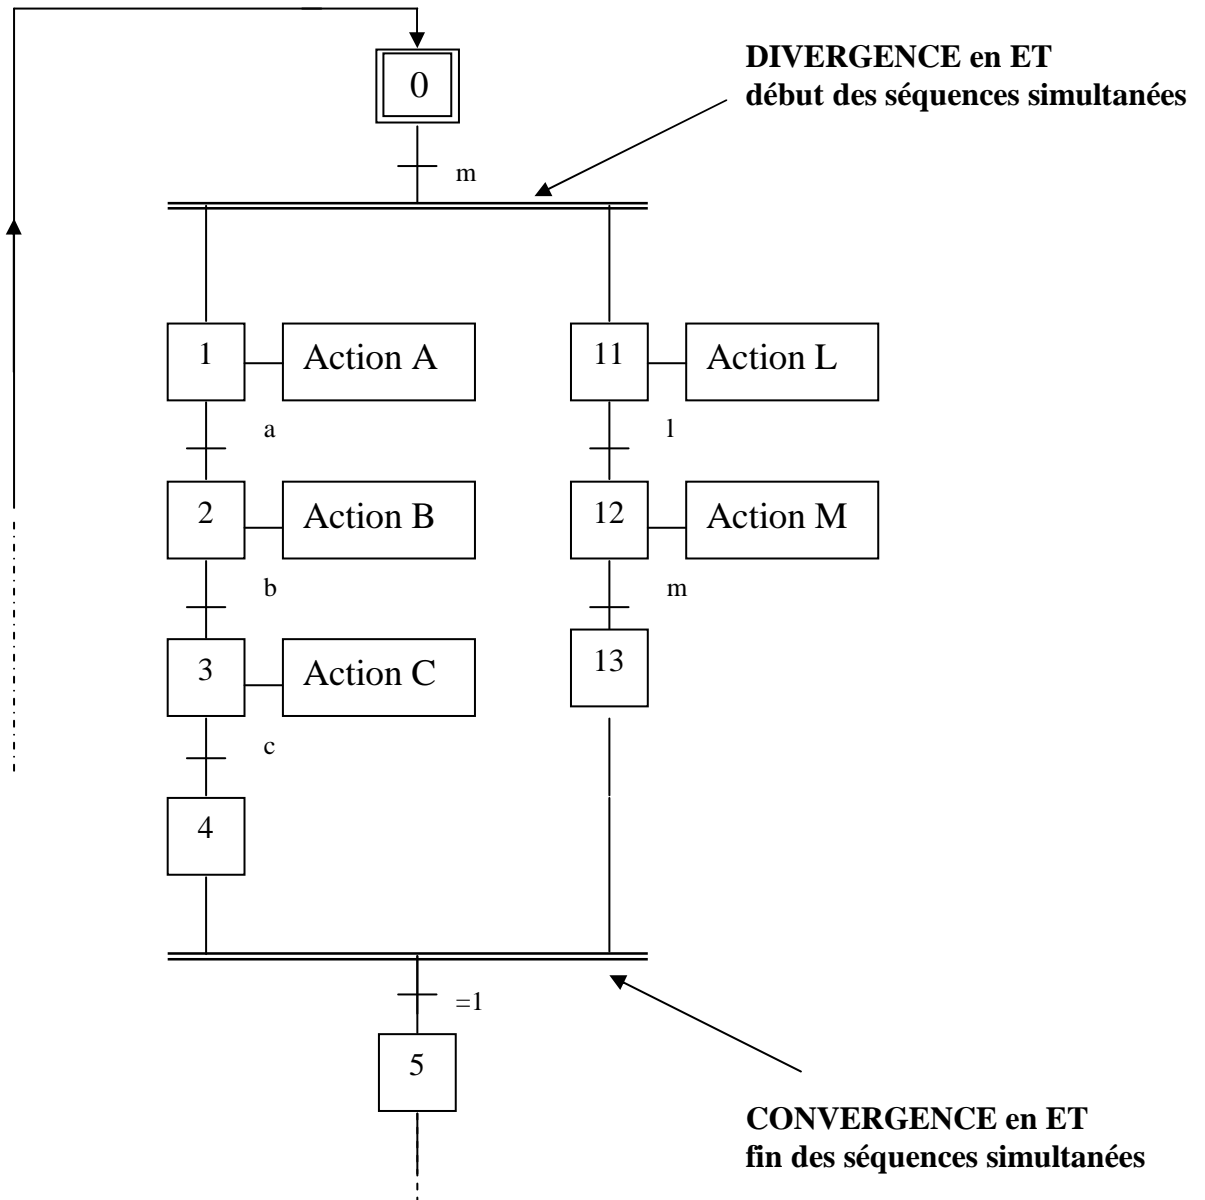 0
DIVERGENCE en ET
début des séquences simultanées
m
1
Action A
11
Action L
a
l
2
Action B
12
Action M
b
m
3
Action C
13
c
4
=1
5
CONVERGENCE en ET
fin des séquences simultanées